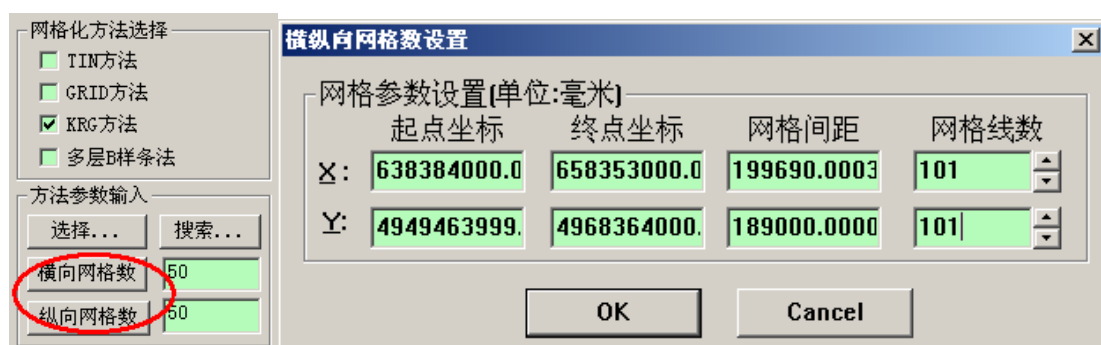 网格化方法选择
TIN方法
GRID方法
KRG方法
多层B样条法
方法参数输入
选择... 搜索...
横向网格数 50
纵向网格数 50
横纵向网格数设置
网格参数设置(单位:毫米)
起点坐标 终点坐标 网格间距 网格线数
X: 638384000.0 658353000.0 199690.0003 101
Y: 4949463999. 4968364000. 189000.0000 101
OK Cancel